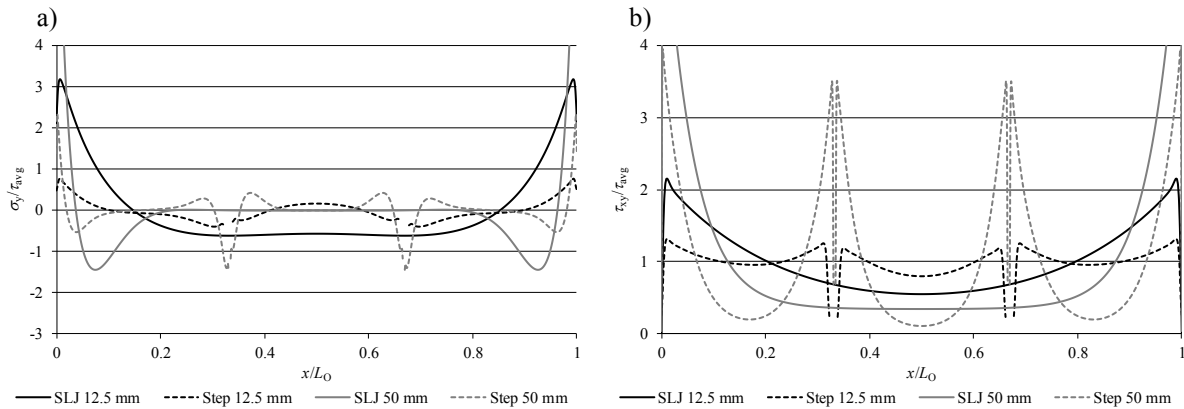 a)
4
3
2
1
0
-1
-2
-3
σy/τavg
0 0.2 0.4 0.6 0.8 1
x/LO
SLJ 12.5 mm Step 12.5 mm SLJ 50 mm Step 50 mm
b)
4
3
2
1
0
τxy/τavg
0 0.2 0.4 0.6 0.8 1
x/LO
SLJ 12.5 mm Step 12.5 mm SLJ 50 mm Step 50 mm